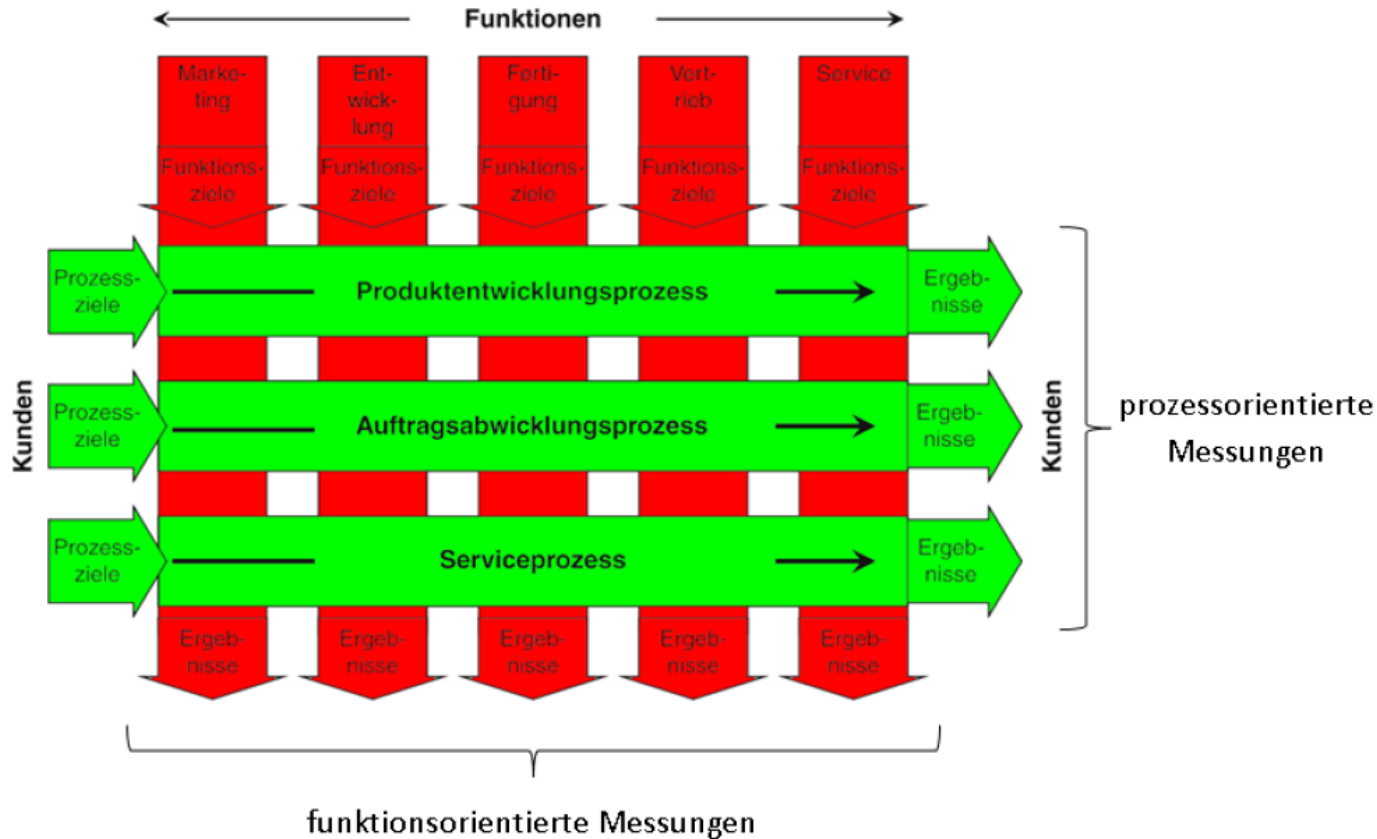 Funktionen
Marke-
ting
Ent-
wick-
lung
Ferti-
gung
Vert-
rieb
Service
Funktions-
ziele
Funktions-
ziele
Funktions-
ziele
Funktions-
ziele
Funktions-
ziele
Kunden
Prozess-
ziele
Produktentwicklungsprozess
Ergeb-
nisse
Prozess-
ziele
Auftragsabwicklungsprozess
Ergeb-
nisse
Prozess-
ziele
Serviceprozess
Ergeb-
nisse
Kunden
prozessorientierte
Messungen
Ergeb-
nisse
Ergeb-
nisse
Ergeb-
nisse
Ergeb-
nisse
Ergeb-
nisse
funktionsorientierte Messungen